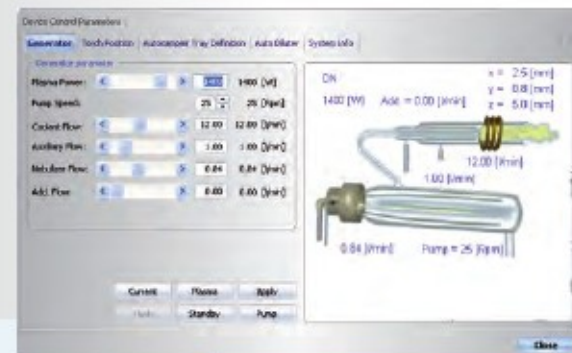 Device Control Parameters
Generator Torch Position Autosampler Tray Definition Auto Diluter System Info
Generator parameter
Plasma Power: 1400 1400 [W]
Pump Speed: 25 25 [Rpm]
Coolant Flow: 12.00 12.00 [l/min]
Auxiliary Flow: 1.00 1.00 [l/min]
Nebulizer Flow: 0.84 0.84 [l/min]
Add. Flow: 0.00 0.00 [l/min]
Current Plasma Apply
Standby Pump
ON
x = 2.5 [mm]
y = 0.8 [mm]
z = 5.0 [mm]
1400 [W] Add. = 0.00 [l/min]
12.00 [l/min]
1.00 [l/min]
0.84 [l/min] Pump = 25 [Rpm]
Close